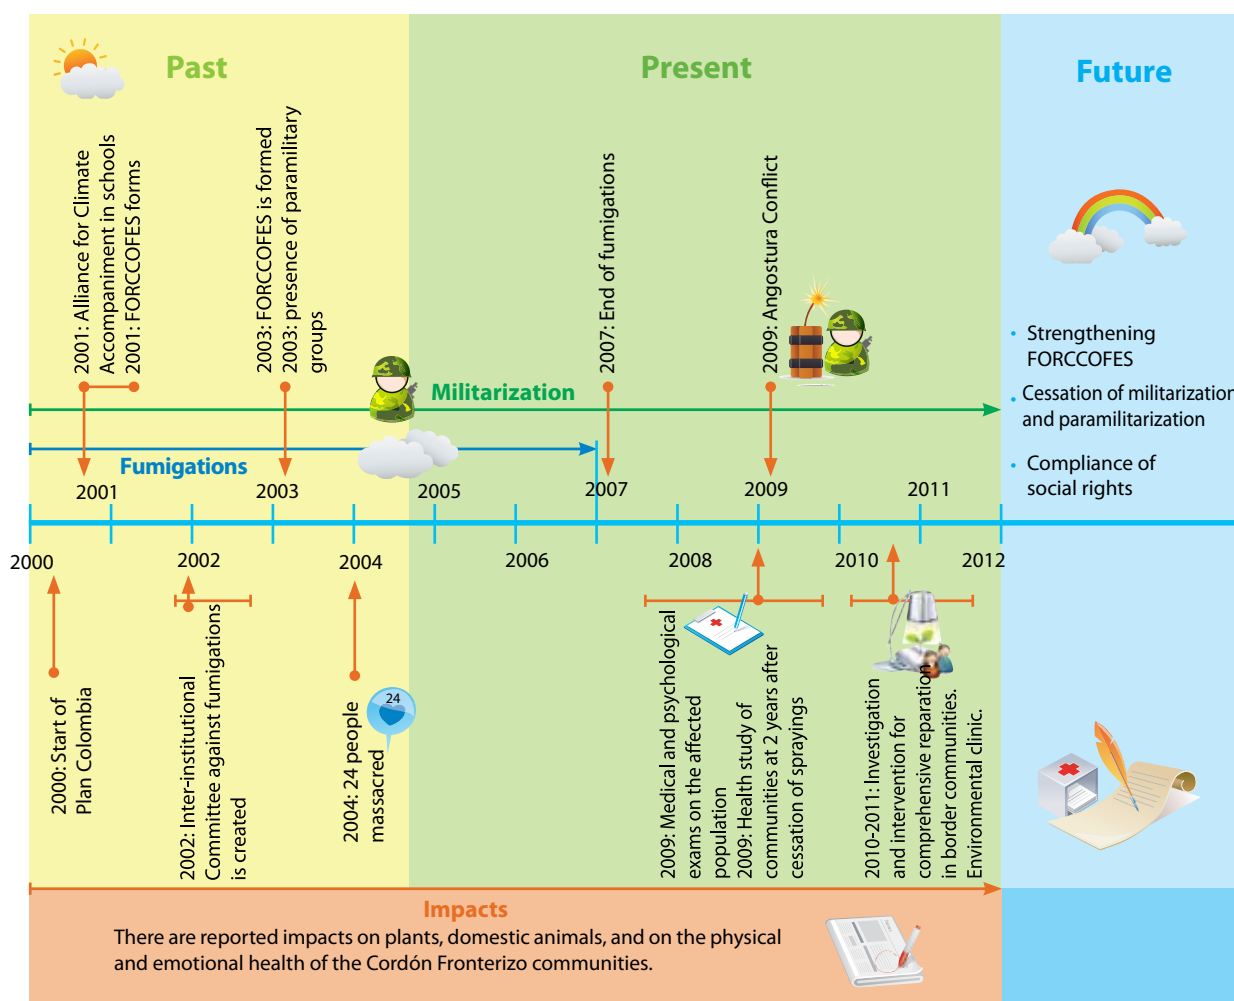 Past
Present
Future
2001: Alliance for Climate
Accompaniment in schools
2001: FORCCOFES forms
2003: FORCCOFES is formed
2003: presence of paramilitary
groups
2007: End of fumigations
2009: Angostura Conflict
Militarization
Fumigations
2001
2003
2005
2007
2009
2011
2000
2002
2004
2006
2008
2010
2012
2000: Start of
Plan Colombia
2002: Inter-institutional
Committee against fumigations
is created
2004: 24 people
massacred
24
2009: Medical and psychological
exams on the affected
population
2009: Health study of
communities at 2 years after
cessation of sprayings
2010-2011: Investigation
and intervention for
comprehensive reparation
in border communities.
Environmental clinic.
• Strengthening
FORCCOFES
• Cessation of militarization
and paramilitarization
• Compliance of
social rights
Impacts
There are reported impacts on plants, domestic animals, and on the physical
and emotional health of the Cordón Fronterizo communities.